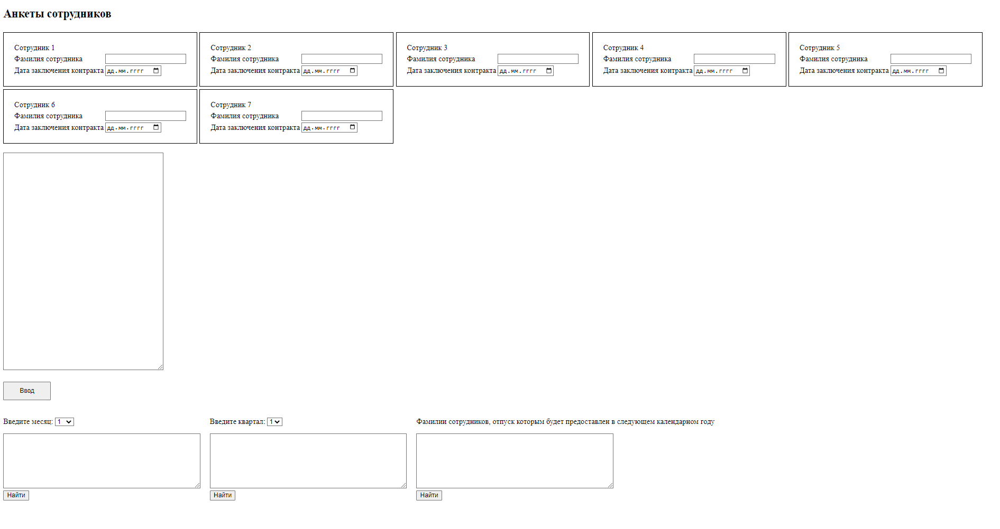 Анкеты сотрудников
Сотрудник 1
Фамилия сотрудника
Дата заключения контракта дд.мм.гггг
Сотрудник 2
Фамилия сотрудника
Дата заключения контракта дд.мм.гггг
Сотрудник 3
Фамилия сотрудника
Дата заключения контракта дд.мм.гггг
Сотрудник 4
Фамилия сотрудника
Дата заключения контракта дд.мм.гггг
Сотрудник 5
Фамилия сотрудника
Дата заключения контракта дд.мм.гггг
Сотрудник 6
Фамилия сотрудника
Дата заключения контракта дд.мм.гггг
Сотрудник 7
Фамилия сотрудника
Дата заключения контракта дд.мм.гггг
Ввод
Введите месяц: 1
Найти
Введите квартал: 1
Найти
Фамилии сотрудников, отпуск которым будет предоставлен в следующем календарном году
Найти